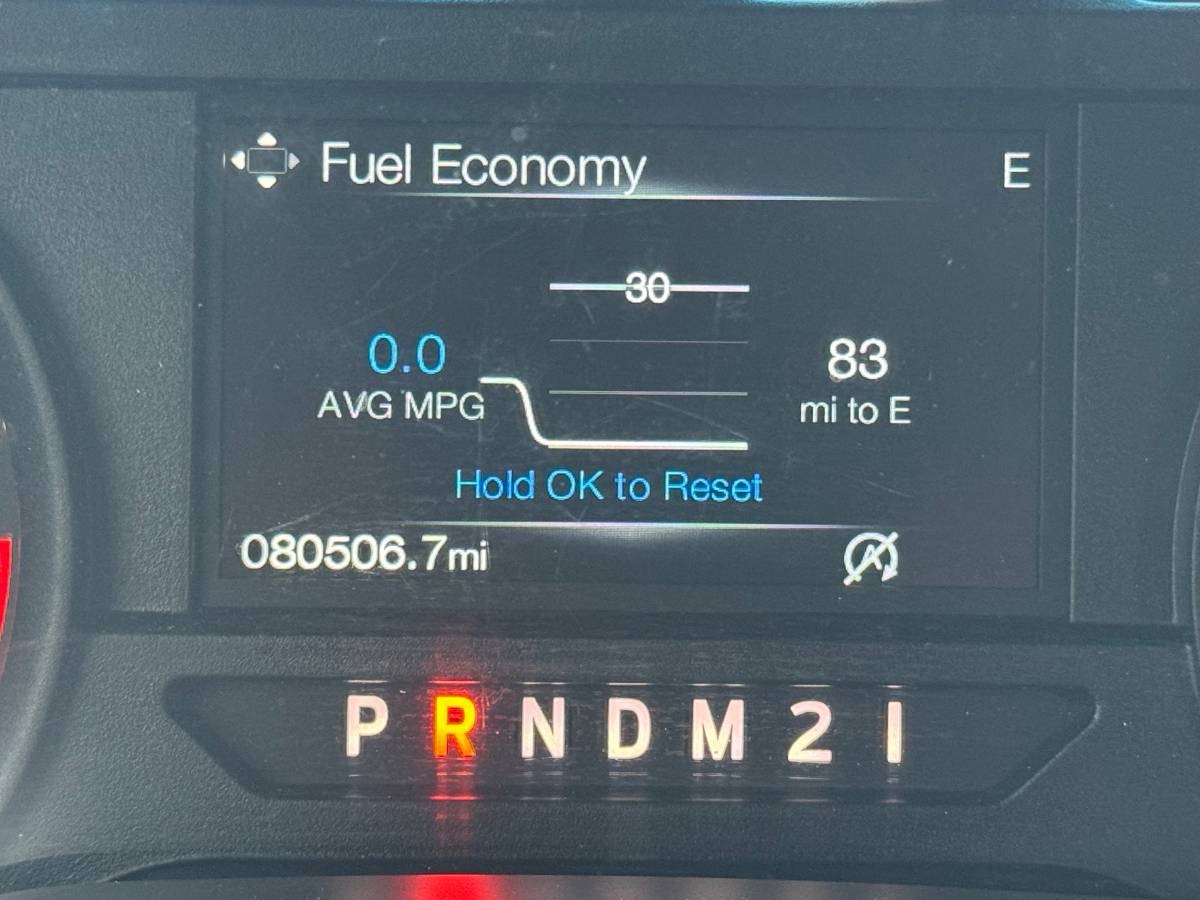 Fuel Economy E
30
0.0 83
AVG MPG mi to E
Hold OK to Reset
080506.7mi A
P R N D M 2 1